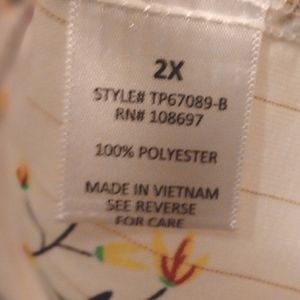 2X
STYLE# TP67089-B
RN# 108697
100% POLYESTER
MADE IN VIETNAM
SEE REVERSE
FOR CARE